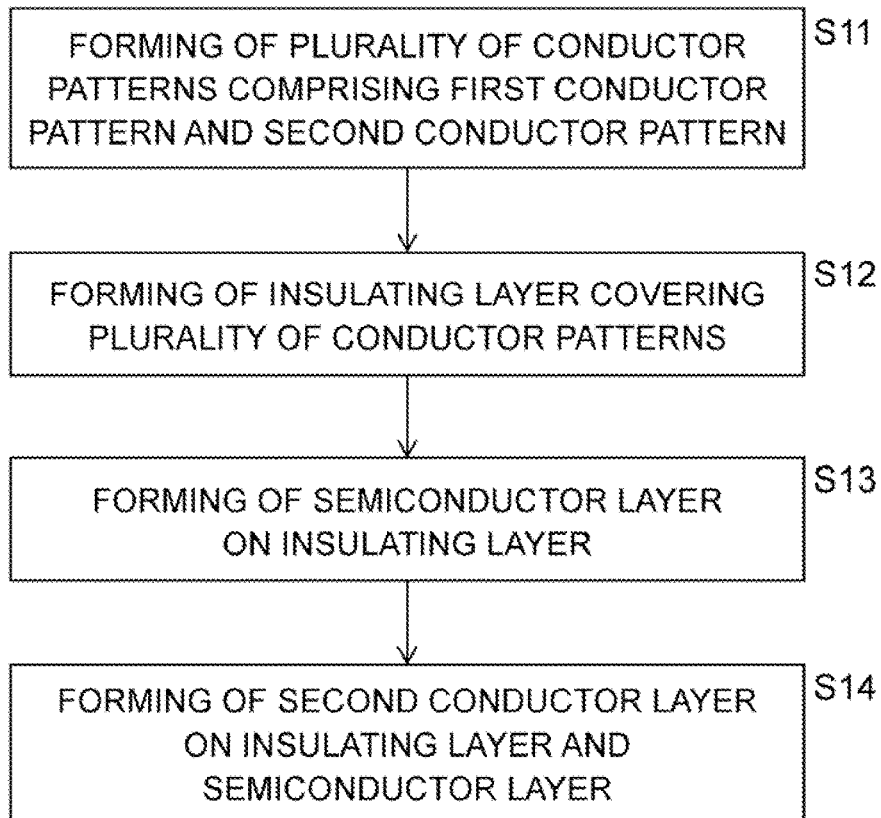 S11
FORMING OF PLURALITY OF CONDUCTOR
PATTERNS COMPRISING FIRST CONDUCTOR
PATTERN AND SECOND CONDUCTOR PATTERN
S12
FORMING OF INSULATING LAYER COVERING
PLURALITY OF CONDUCTOR PATTERNS
S13
FORMING OF SEMICONDUCTOR LAYER
ON INSULATING LAYER
S14
FORMING OF SECOND CONDUCTOR LAYER
ON INSULATING LAYER AND
SEMICONDUCTOR LAYER